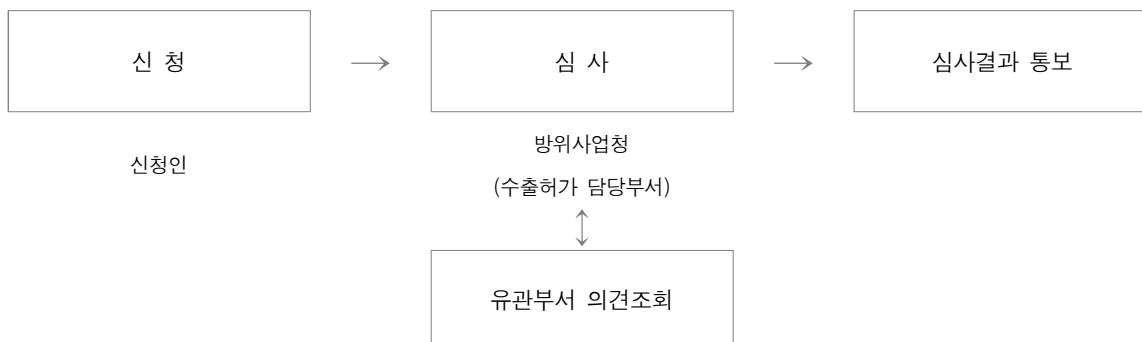 신 청
심 사
심사결과 통보
신청인
방위사업청
(수출허가 담당부서)
유관부서 의견조회